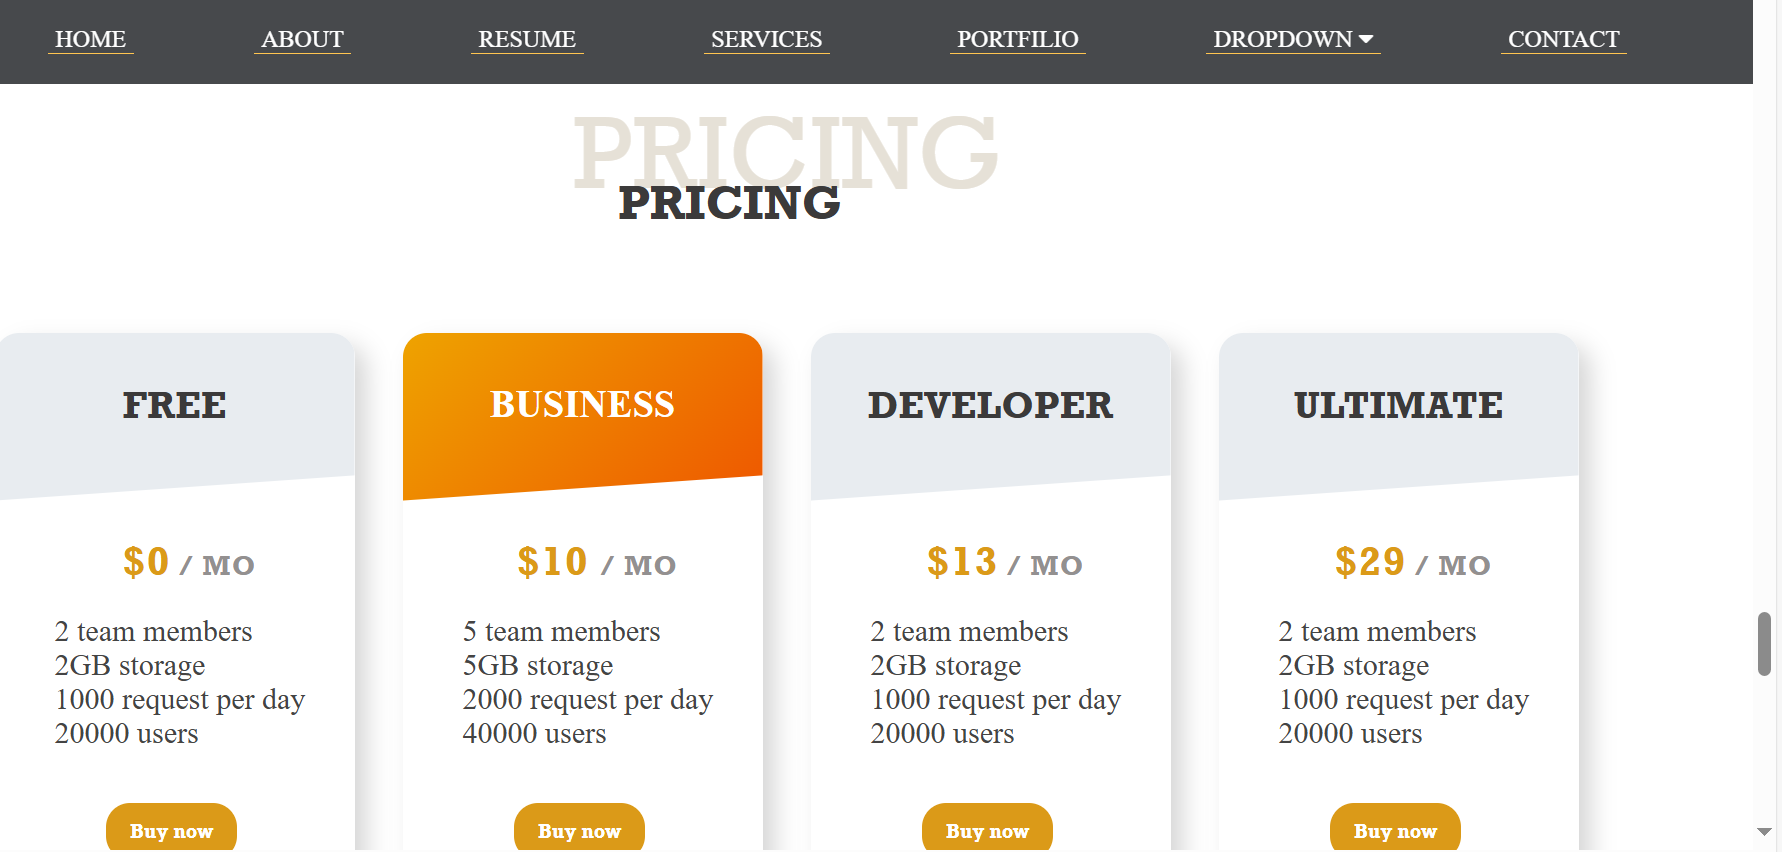 HOME ABOUT RESUME SERVICES PORTFILIO DROPDOWN CONTACT
PRICING
PRICING
FREE
$0 / MO
2 team members
2GB storage
1000 request per day
20000 users
Buy now
BUSINESS
$10 / MO
5 team members
5GB storage
2000 request per day
40000 users
Buy now
DEVELOPER
$13 / MO
2 team members
2GB storage
1000 request per day
20000 users
Buy now
ULTIMATE
$29 / MO
2 team members
2GB storage
1000 request per day
20000 users
Buy now